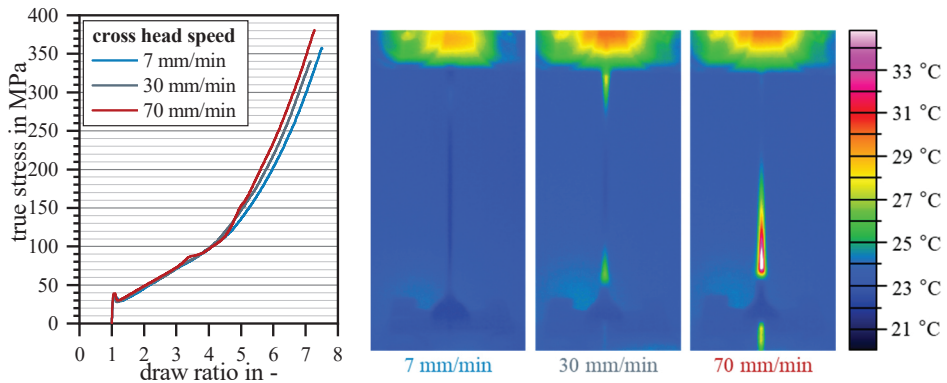 400
350
300
250
200
150
100
50
0
true stress in MPa
cross head speed
7 mm/min
30 mm/min
70 mm/min
0 1 2 3 4 5 6 7 8
draw ratio in -
7 mm/min
30 mm/min
70 mm/min
33 °C
31 °C
29 °C
27 °C
25 °C
23 °C
21 °C